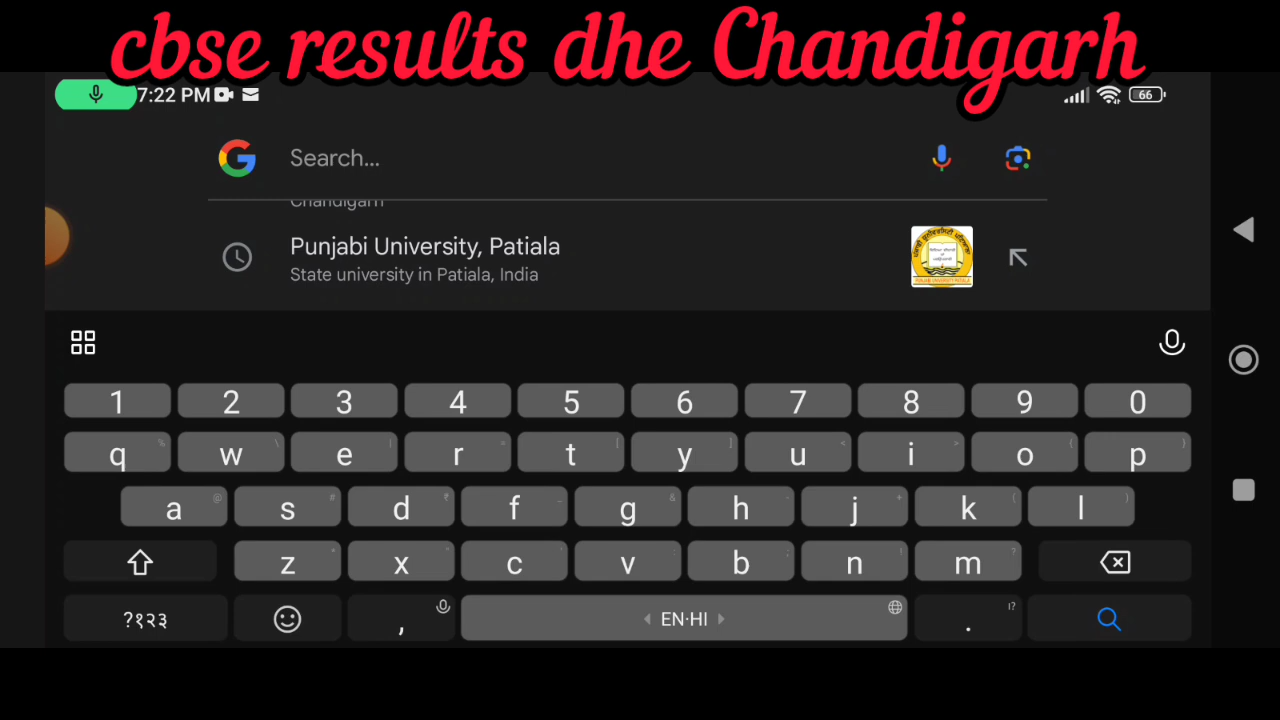 cbse results dhe Chandigarh
7:22 PM 66
Search...
Chandigarh
Punjabi University, Patiala
State university in Patiala, India
1 2 3 4 5 6 7 8 9 0
q w e r t y u i o p
a s d f g h j k l
z x c v b n m
?१२३ , EN·HI . !?